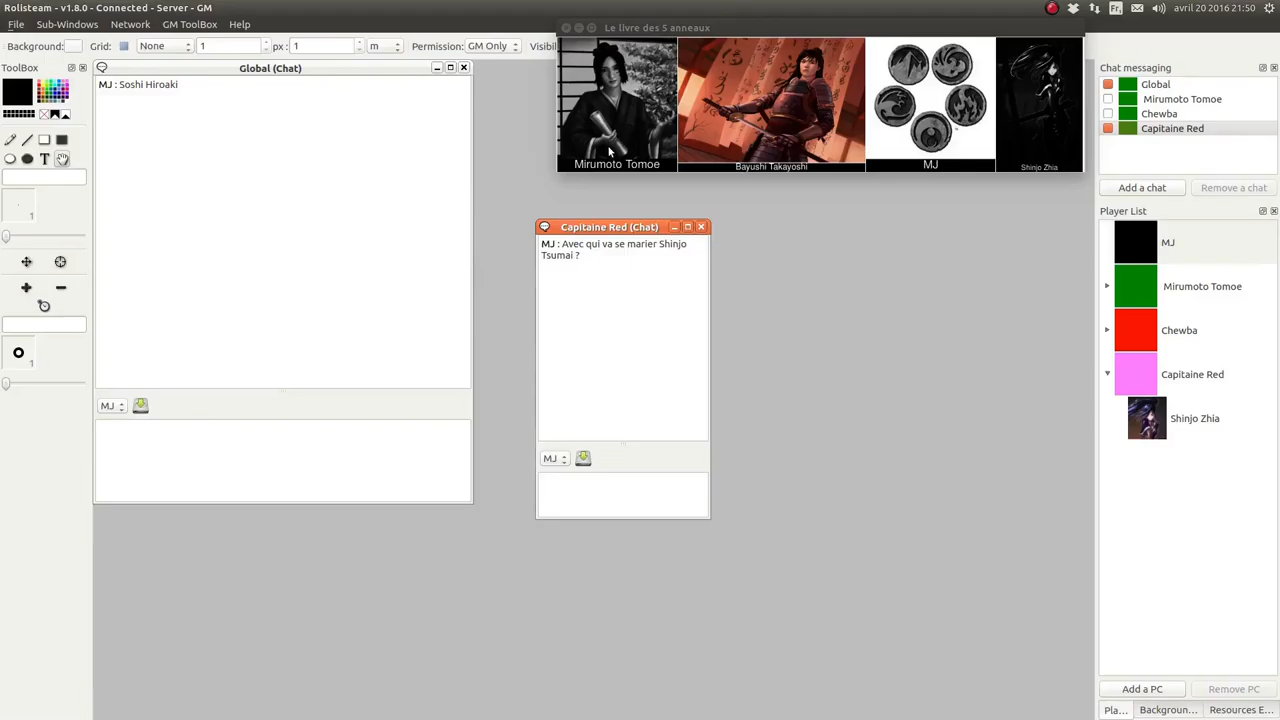 Rolisteam - v1.8.0 - Connected - Server - GM
Fr
avril 20 2016 21:50
File Sub-Windows Network GM ToolBox Help
Le livre des 5 anneaux
Background: Grid: None 1 px : 1 m Permission: GM Only Visibi
ToolBox
Global (Chat)
MJ : Soshi Hiroaki
Mirumoto Tomoe
Bayushi Takayoshi
MJ
Shinjo Zhia
Chat messaging
Global
Mirumoto Tomoe
Chewba
Capitaine Red
Add a chat Remove a chat
Player List
MJ
Mirumoto Tomoe
Chewba
Capitaine Red
Shinjo Zhia
1
Capitaine Red (Chat)
MJ : Avec qui va se marier Shinjo
Tsumai ?
1
MJ
MJ
Add a PC Remove PC
Pla... Backgroun... Resources E...